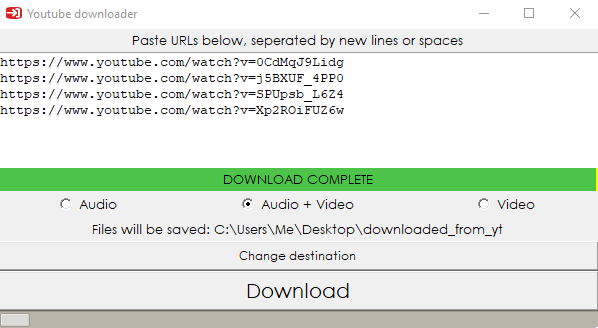 Youtube downloader
Paste URLs below, seperated by new lines or spaces
https://www.youtube.com/watch?v=0CdMqJ9Lidg
https://www.youtube.com/watch?v=j5BXUF_4PP0
https://www.youtube.com/watch?v=SPUpsb_L6Z4
https://www.youtube.com/watch?v=Xp2ROiFUZ6w
DOWNLOAD COMPLETE
Audio Audio + Video Video
Files will be saved: C:\Users\Me\Desktop\downloaded_from_yt
Change destination
Download